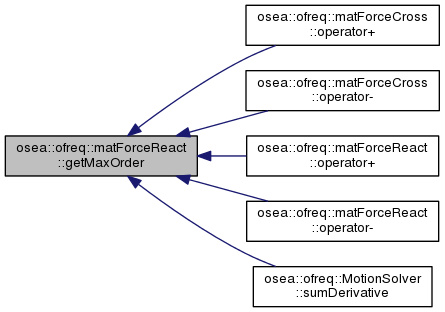 osea::ofreq::matForceCross
::operator+
osea::ofreq::matForceCross
::operator-
osea::ofreq::matForceReact
::getMaxOrder
osea::ofreq::matForceReact
::operator+
osea::ofreq::matForceReact
::operator-
osea::ofreq::MotionSolver
::sumDerivative